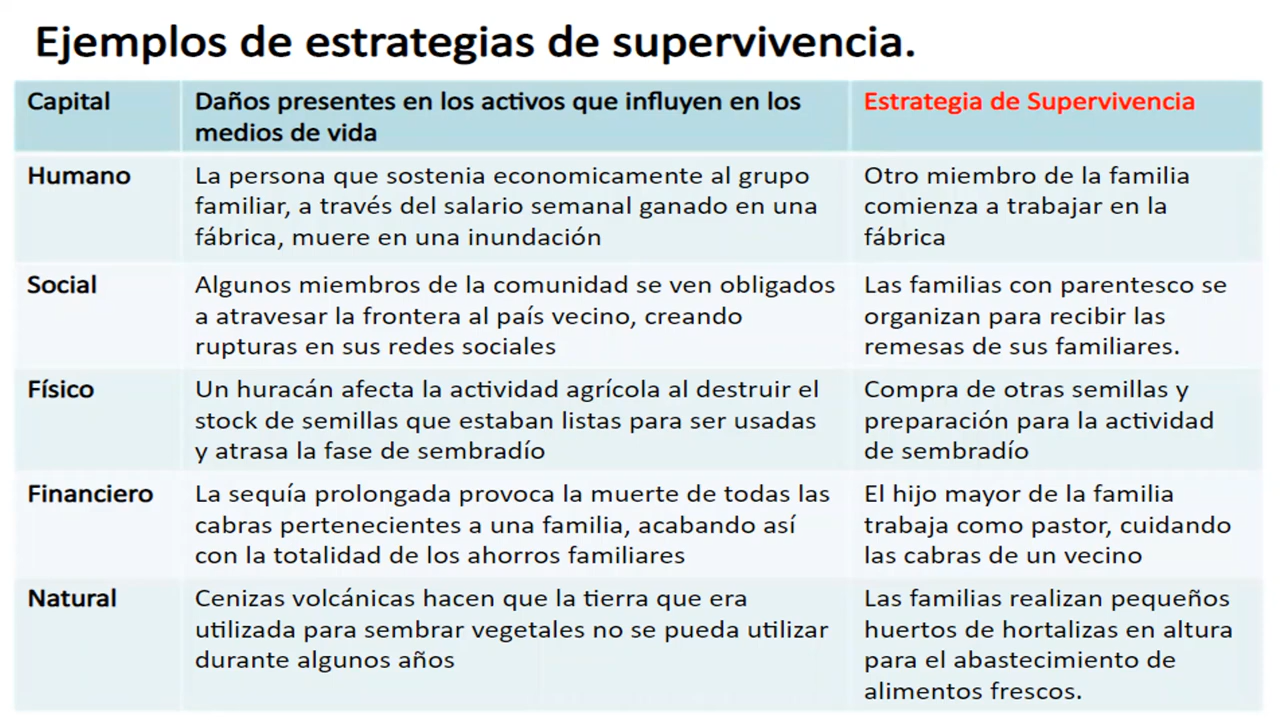 Ejemplos de estrategias de supervivencia.
Capital
Daños presentes en los activos que influyen en los
medios de vida
Estrategia de Supervivencia
Humano
La persona que sostenia economicamente al grupo
familiar, a través del salario semanal ganado en una
fábrica, muere en una inundación
Otro miembro de la familia
comienza a trabajar en la
fábrica
Social
Algunos miembros de la comunidad se ven obligados
a atravesar la frontera al país vecino, creando
rupturas en sus redes sociales
Las familias con parentesco se
organizan para recibir las
remesas de sus familiares.
Físico
Un huracán afecta la actividad agrícola al destruir el
stock de semillas que estaban listas para ser usadas
y atrasa la fase de sembradío
Compra de otras semillas y
preparación para la actividad
de sembradío
Financiero
La sequía prolongada provoca la muerte de todas las
cabras pertenecientes a una familia, acabando así
con la totalidad de los ahorros familiares
El hijo mayor de la familia
trabaja como pastor, cuidando
las cabras de un vecino
Natural
Cenizas volcánicas hacen que la tierra que era
utilizada para sembrar vegetales no se pueda utilizar
durante algunos años
Las familias realizan pequeños
huertos de hortalizas en altura
para el abastecimiento de
alimentos frescos.